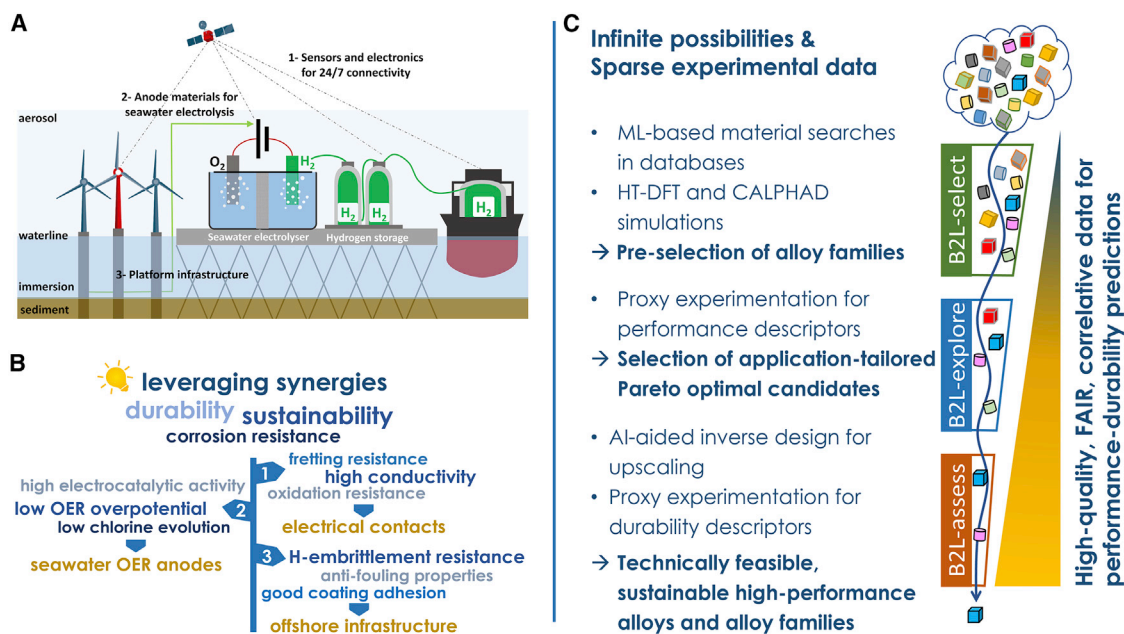 A
1- Sensors and electronics
for 24/7 connectivity
2- Anode materials for
seawater electrolysis
aerosol
O2
H2
H2
H2
H2
waterline
Seawater electrolyser
Hydrogen storage
3- Platform infrastructure
immersion
sediment
B
leveraging synergies
durability sustainability
corrosion resistance
1
fretting resistance
high conductivity
oxidation resistance
electrical contacts
high electrocatalytic activity
low OER overpotential
2
low chlorine evolution
seawater OER anodes
3
H-embrittlement resistance
anti-fouling properties
good coating adhesion
offshore infrastructure
C
Infinite possibilities &
Sparse experimental data
• ML-based material searches
in databases
• HT-DFT and CALPHAD
simulations
→ Pre-selection of alloy families
• Proxy experimentation for
performance descriptors
→ Selection of application-tailored
Pareto optimal candidates
• AI-aided inverse design for
upscaling
• Proxy experimentation for
durability descriptors
→ Technically feasible,
sustainable high-performance
alloys and alloy families
B2L-select
B2L-explore
B2L-assess
High-quality, FAIR, correlative data for
performance-durability predictions